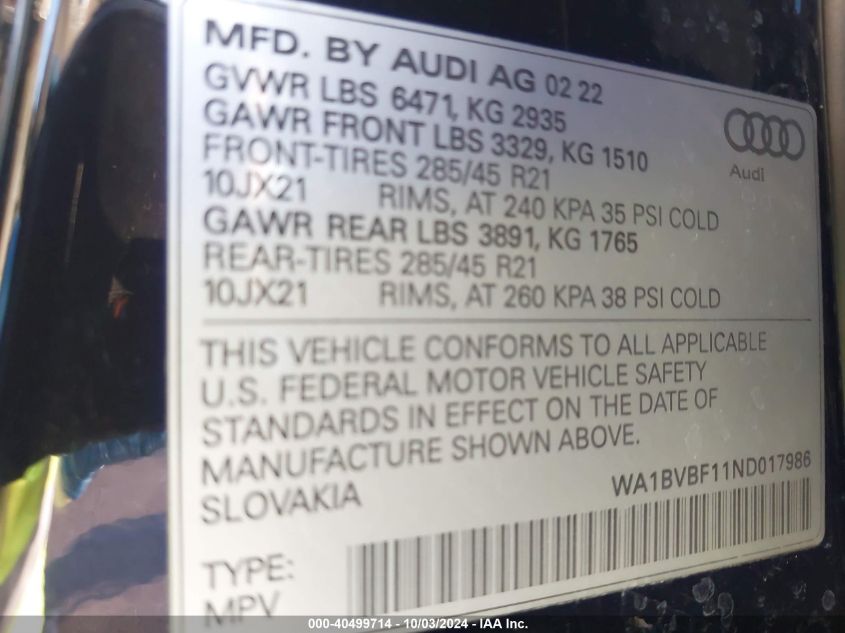 MFD. BY AUDI AG 02 22
GVWR LBS 6471, KG 2935
GAWR FRONT LBS 3329, KG 1510
FRONT-TIRES 285/45 R21
10JX21 RIMS, AT 240 KPA 35 PSI COLD
GAWR REAR LBS 3891, KG 1765
REAR-TIRES 285/45 R21
10JX21 RIMS, AT 260 KPA 38 PSI COLD
Audi
THIS VEHICLE CONFORMS TO ALL APPLICABLE
U.S. FEDERAL MOTOR VEHICLE SAFETY
STANDARDS IN EFFECT ON THE DATE OF
MANUFACTURE SHOWN ABOVE.
SLOVAKIA
WA1BVBF11ND017986
TYPE:
MPV
000-40499714 - 10/03/2024 - IAA Inc.